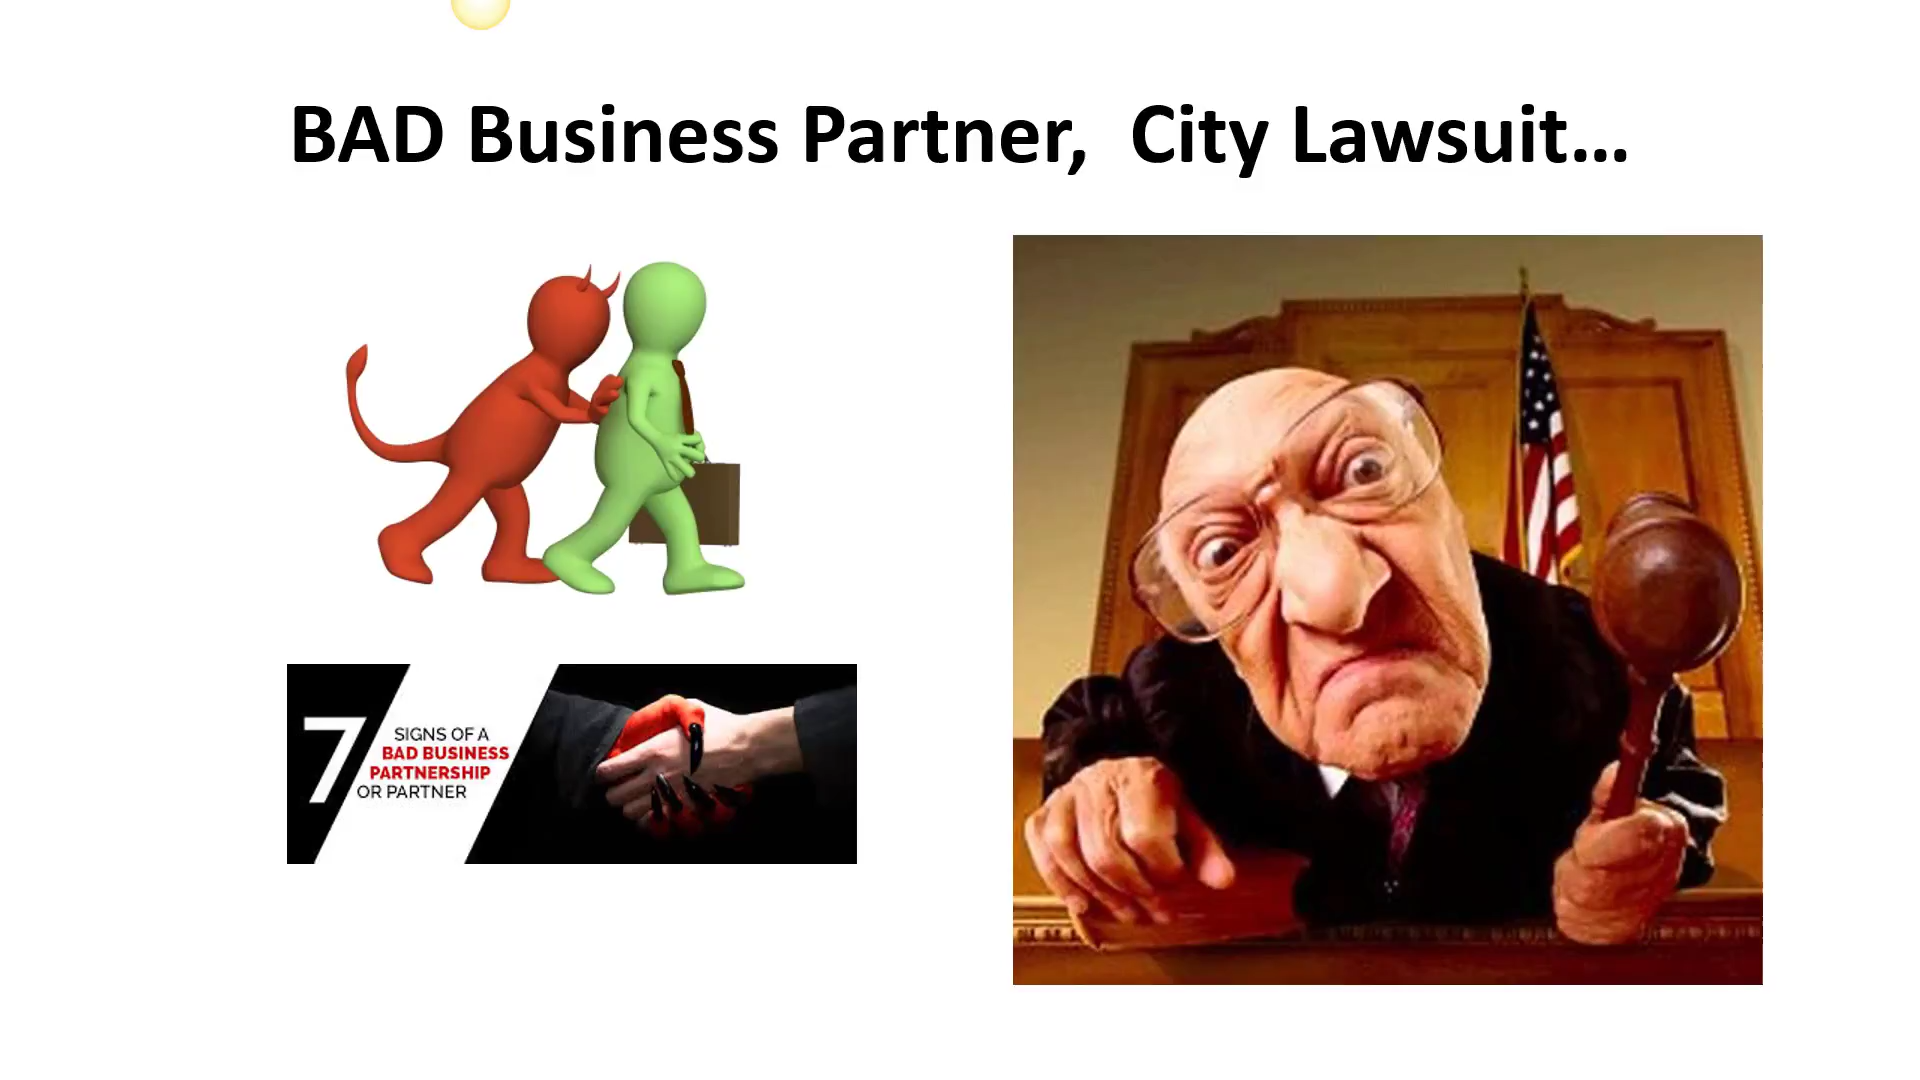 BAD Business Partner,  City Lawsuit...
7
SIGNS OF A
BAD BUSINESS
PARTNERSHIP
OR PARTNER